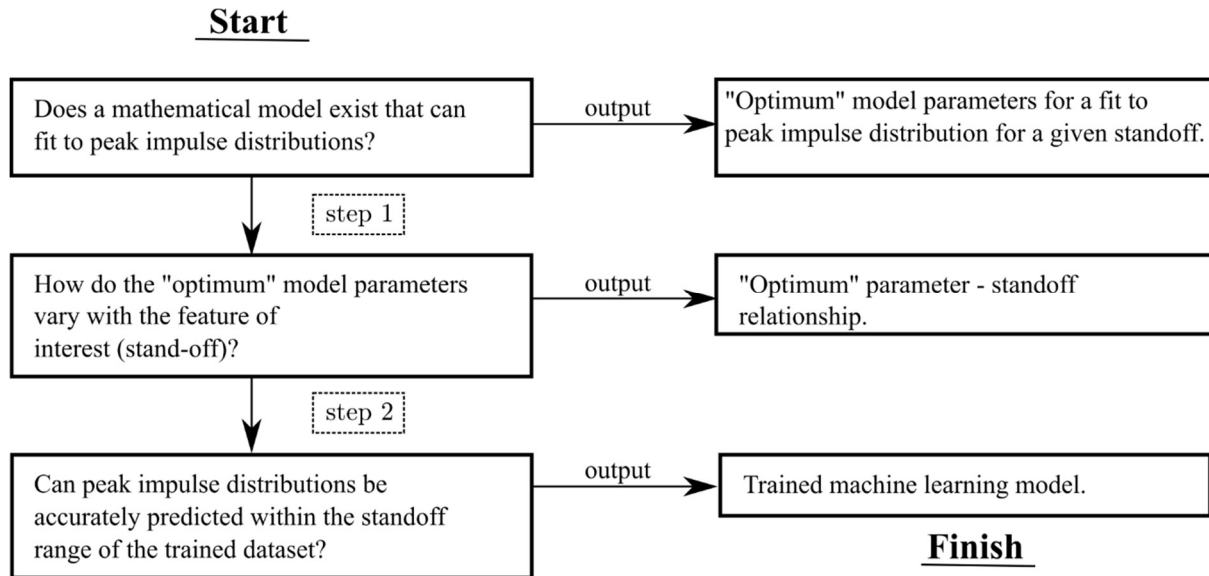 Start
Does a mathematical model exist that can
fit to peak impulse distributions?
output
"Optimum" model parameters for a fit to
peak impulse distribution for a given standoff.
step 1
How do the "optimum" model parameters
vary with the feature of
interest (stand-off)?
output
"Optimum" parameter - standoff
relationship.
step 2
Can peak impulse distributions be
accurately predicted within the standoff
range of the trained dataset?
output
Trained machine learning model.
Finish